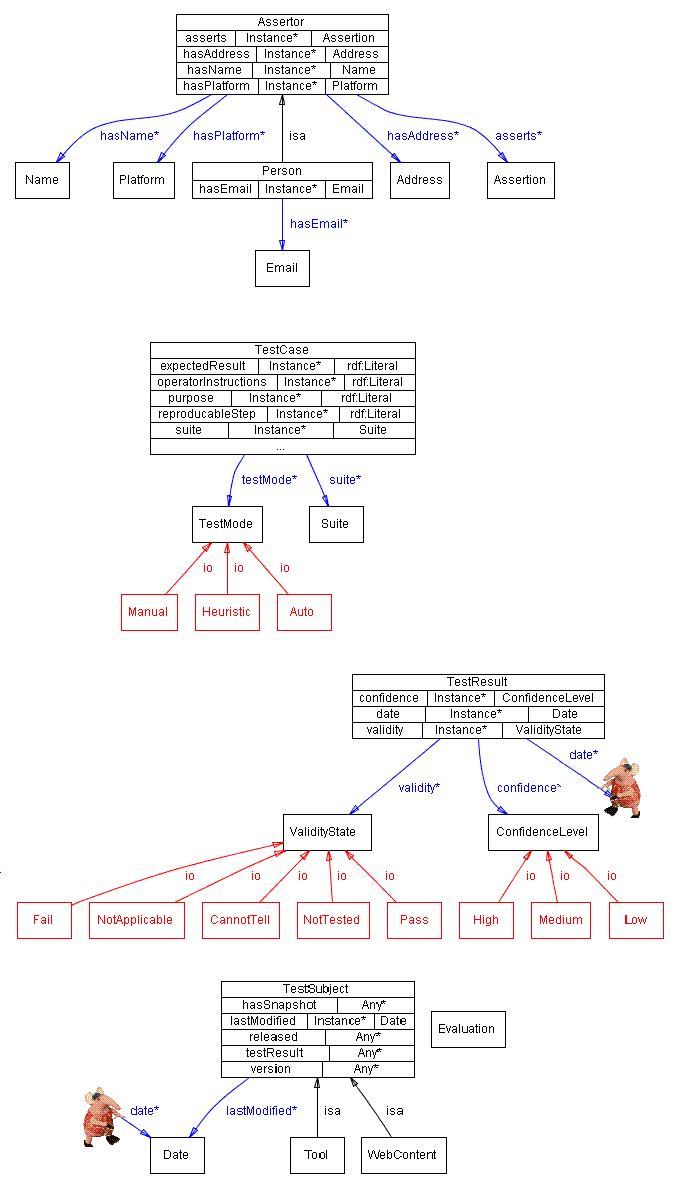 Assertor
asserts Instance* Assertion
hasAddress Instance* Address
hasName Instance* Name
hasPlatform Instance* Platform
hasName* hasPlatform* isa hasAddress* asserts*
Name Platform Person Address Assertion
hasEmail Instance* Email
hasEmail*
Email
TestCase
expectedResult Instance* rdf:Literal
operatorInstructions Instance* rdf:Literal
purpose Instance* rdf:Literal
reproducableStep Instance* rdf:Literal
suite Instance* Suite
...
testMode* suite*
TestMode Suite
io io io
Manual Heuristic Auto
TestResult
confidence Instance* ConfidenceLevel
date Instance* Date
validity Instance* ValidityState
date*
validity* confidence*
ValidityState ConfidenceLevel
io io io io io io io io
Fail NotApplicable CannotTell NotTested Pass High Medium Low
TestSubject
hasSnapshot Any*
lastModified Instance* Date
released Any*
testResult Any*
version Any*
Evaluation
date* lastModified* isa isa
Date Tool WebContent